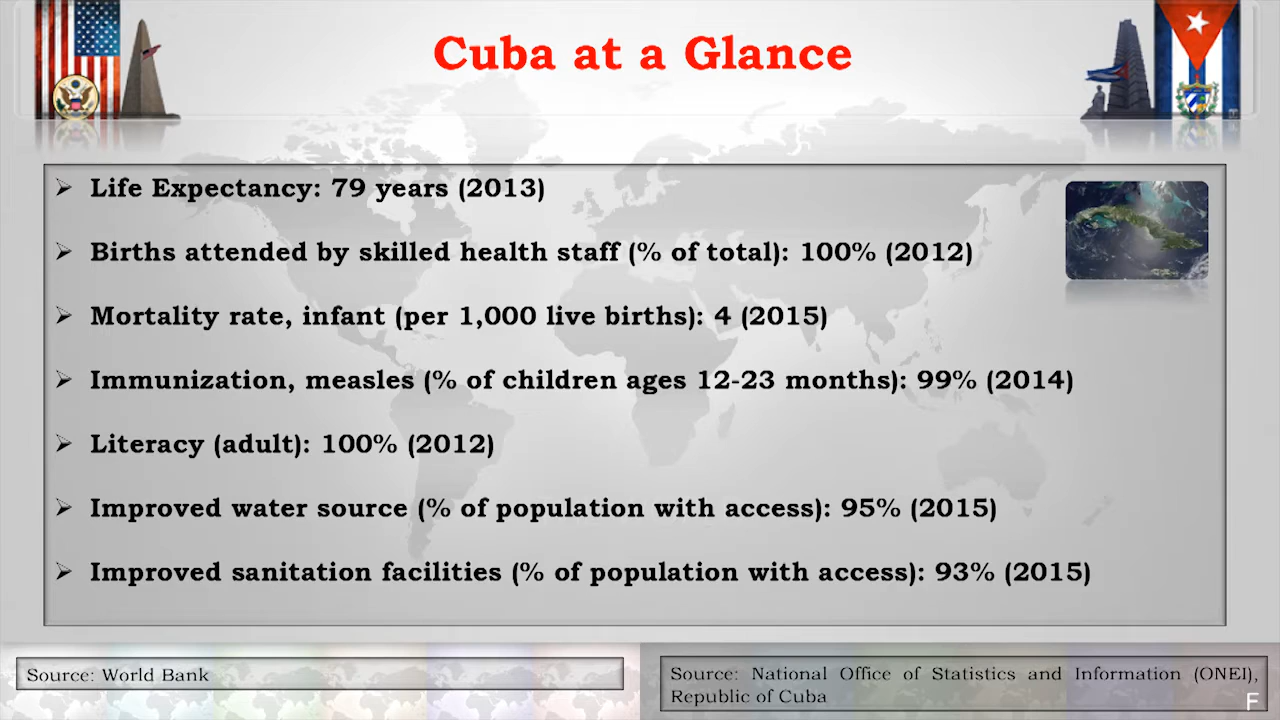 Cuba at a Glance
➢ Life Expectancy: 79 years (2013)
➢ Births attended by skilled health staff (% of total): 100% (2012)
➢ Mortality rate, infant (per 1,000 live births): 4 (2015)
➢ Immunization, measles (% of children ages 12-23 months): 99% (2014)
➢ Literacy (adult): 100% (2012)
➢ Improved water source (% of population with access): 95% (2015)
➢ Improved sanitation facilities (% of population with access): 93% (2015)
Source: World Bank
Source: National Office of Statistics and Information (ONEI),
Republic of Cuba
F